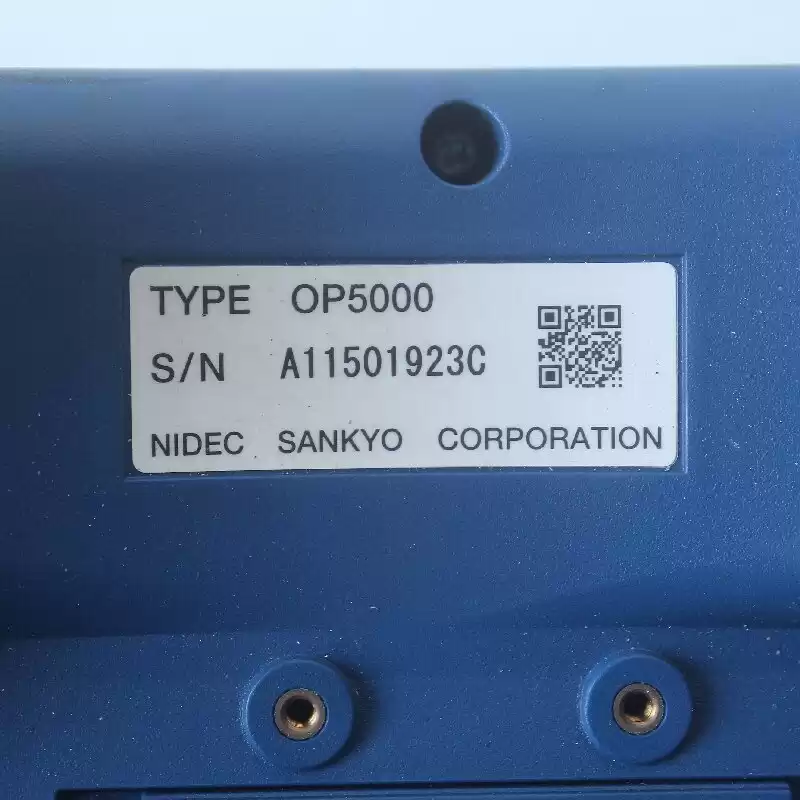 TYPE OP5000
S/N A11501923C
NIDEC SANKYO CORPORATION